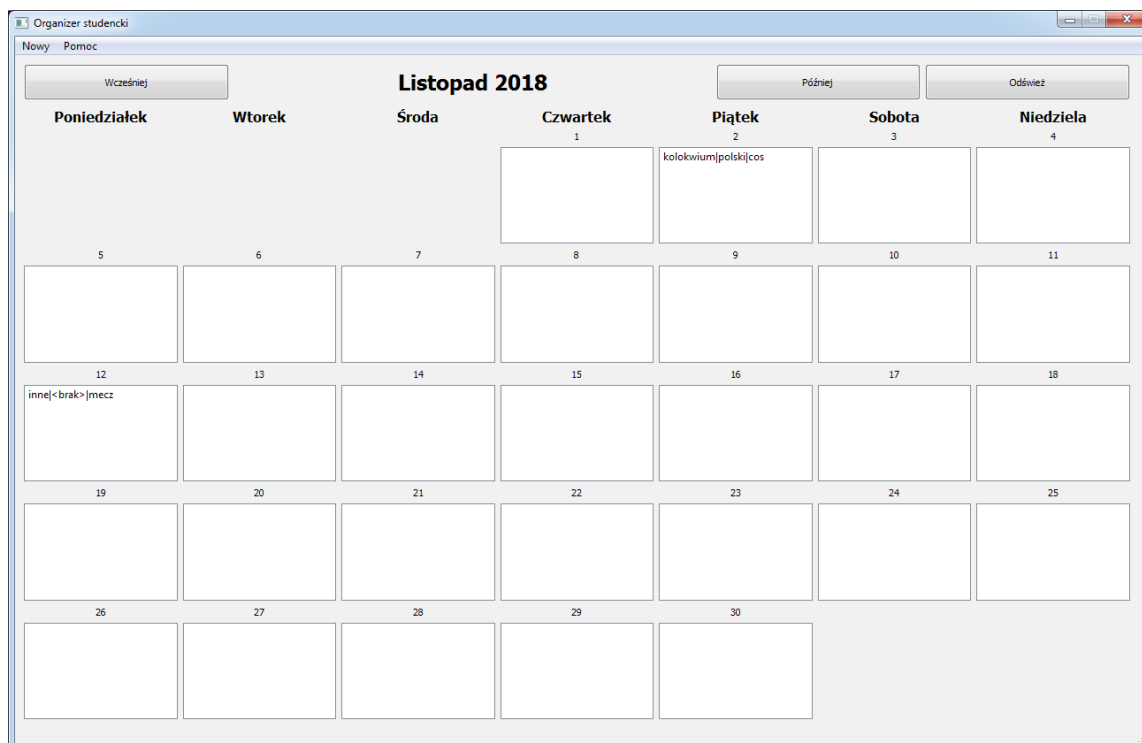 Organizer studencki
Nowy Pomoc
Wcześniej Listopad 2018 Później Odśwież
Poniedziałek Wtorek Środa Czwartek Piątek Sobota Niedziela
1 2 3 4
kolokwium|polski|cos
5 6 7 8 9 10 11
12 13 14 15 16 17 18
inne|<brak>|mecz
19 20 21 22 23 24 25
26 27 28 29 30